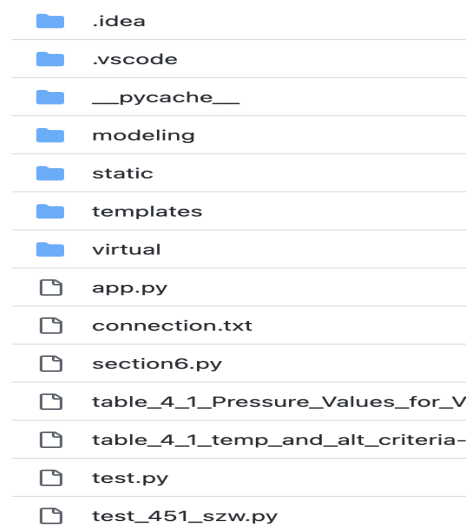 .idea
.vscode
__pycache__
modeling
static
templates
virtual
app.py
connection.txt
section6.py
table_4_1_Pressure_Values_for_V
table_4_1_temp_and_alt_criteria-
test.py
test_451_szw.py